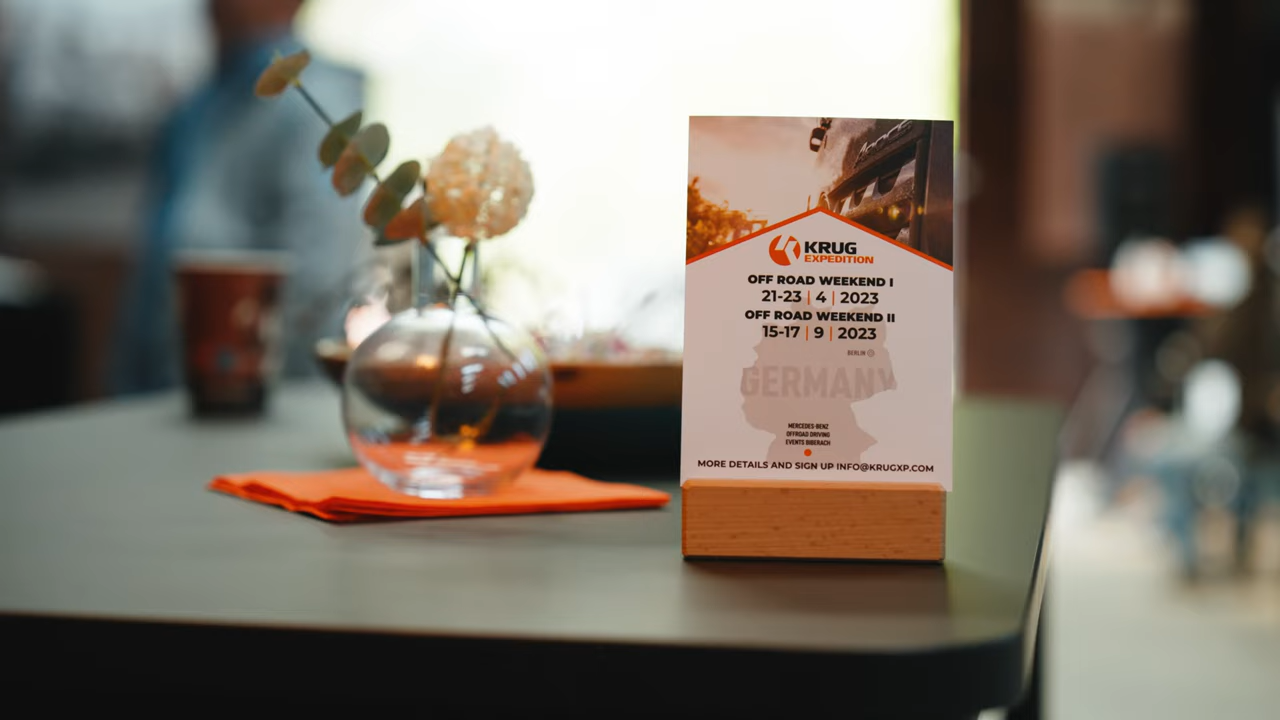 KRUG
EXPEDITION
OFF ROAD WEEKEND I
21-23 | 4 | 2023
OFF ROAD WEEKEND II
15-17 | 9 | 2023
BERLIN
GERMANY
MERCEDES-BENZ
OFFROAD DRIVING
EVENTS BIBERACH
MORE DETAILS AND SIGN UP INFO@KRUGXP.COM